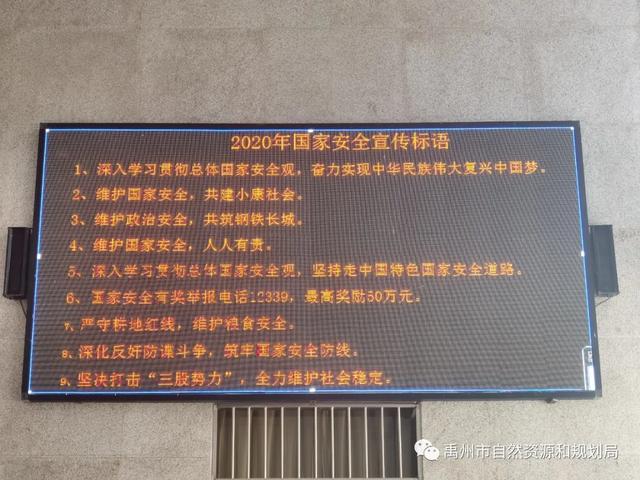 2020年国家安全宣传标语
1、深入学习贯彻总体国家安全观，奋力实现中华民族伟大复兴中国梦。
2、维护国家安全，共建小康社会。
3、维护政治安全，共筑钢铁长城。
4、维护国家安全，人人有责。
5、深入学习贯彻总体国家安全观，坚持走中国特色国家安全道路。
6、国家安全有奖举报电话12339，最高奖励50万元。
7、严守耕地红线，维护粮食安全。
8、深化反奸防谍斗争，筑牢国家安全防线。
9、坚决打击“三股势力”，全力维护社会稳定。
禹州市自然资源和规划局